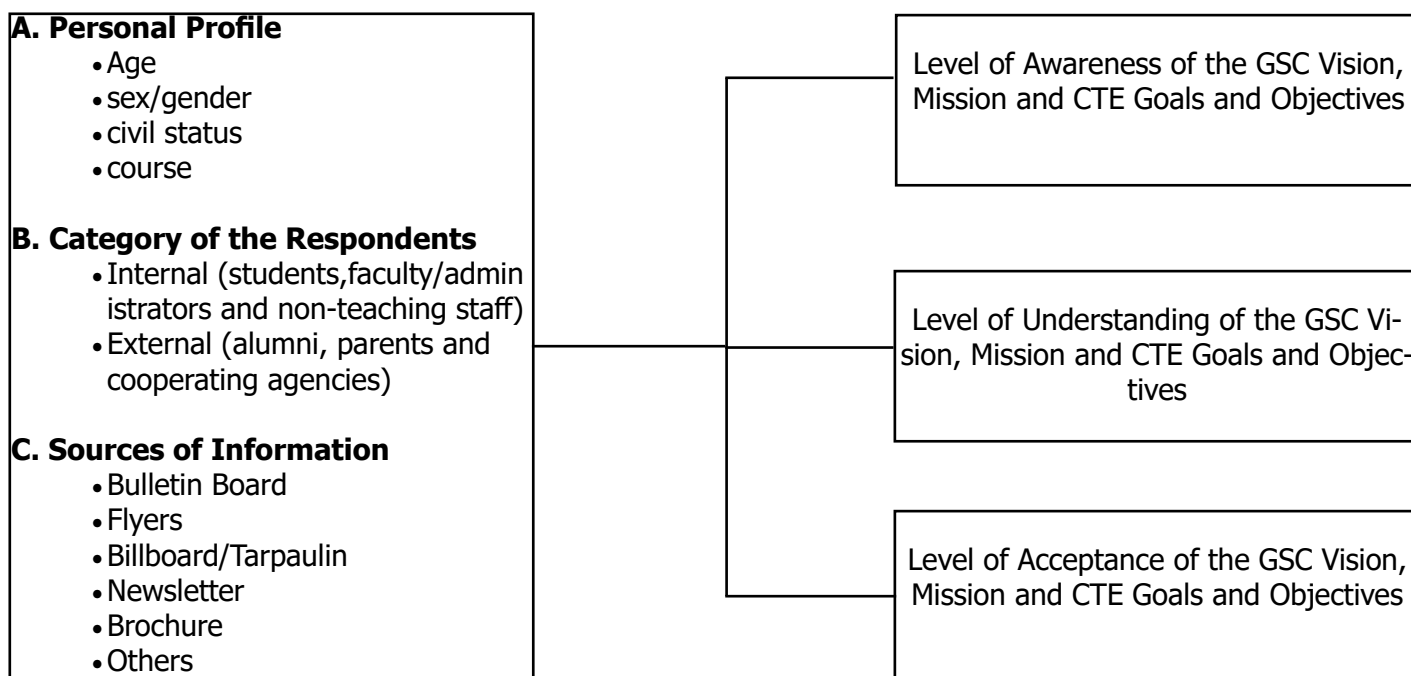 A. Personal Profile
• Age
• sex/gender
• civil status
• course
B. Category of the Respondents
• Internal (students,faculty/admin
istrators and non-teaching staff)
• External (alumni, parents and
cooperating agencies)
C. Sources of Information
• Bulletin Board
• Flyers
• Billboard/Tarpaulin
• Newsletter
• Brochure
• Others
Level of Awareness of the GSC Vision,
Mission and CTE Goals and Objectives
Level of Understanding of the GSC Vi-
sion, Mission and CTE Goals and Objec-
tives
Level of Acceptance of the GSC Vision,
Mission and CTE Goals and Objectives